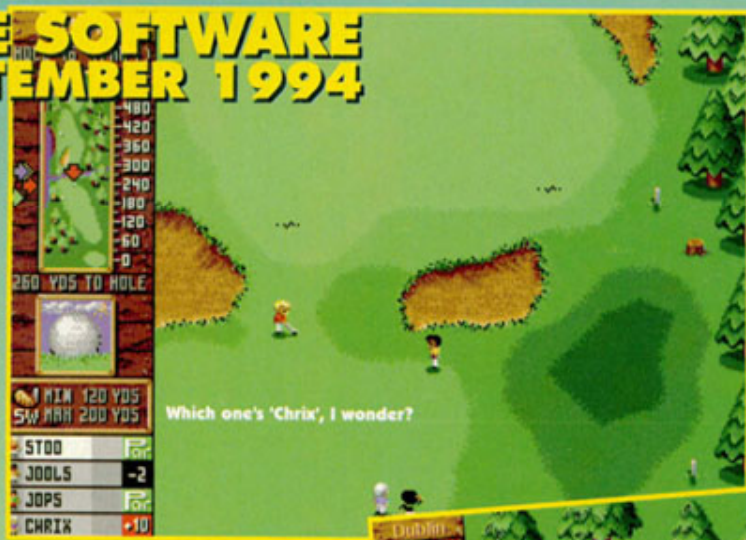 E SOFTWARE
TEMBER 1994
480
420
360
300
240
180
120
60
0
260 YDS TO HOLE
MIN 120 YDS
SW MAX 200 YDS
Which one's 'Chrix', I wonder?
STOO Par
JOOLS -2
JOPS Par
CHRIX +10
Dublin